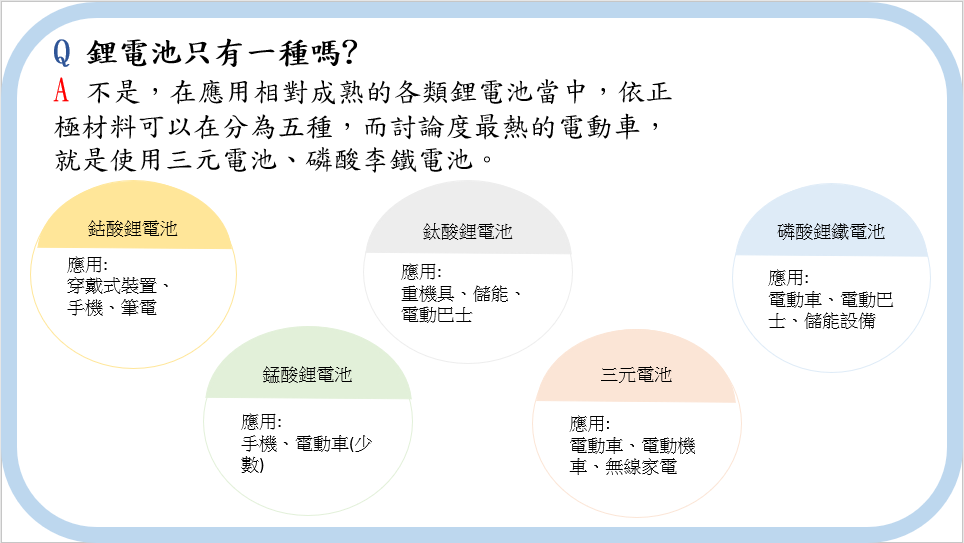 Q 鋰電池只有一種嗎?
A 不是，在應用相對成熟的各類鋰電池當中，依正
極材料可以在分為五種，而討論度最熱的電動車，
就是使用三元電池、磷酸李鐵電池。
鈷酸鋰電池
應用:
穿戴式裝置、
手機、筆電
鈦酸鋰電池
應用:
重機具、儲能、
電動巴士
磷酸鋰鐵電池
應用:
電動車、電動巴
士、儲能設備
錳酸鋰電池
應用:
手機、電動車(少
數)
三元電池
應用:
電動車、電動機
車、無線家電